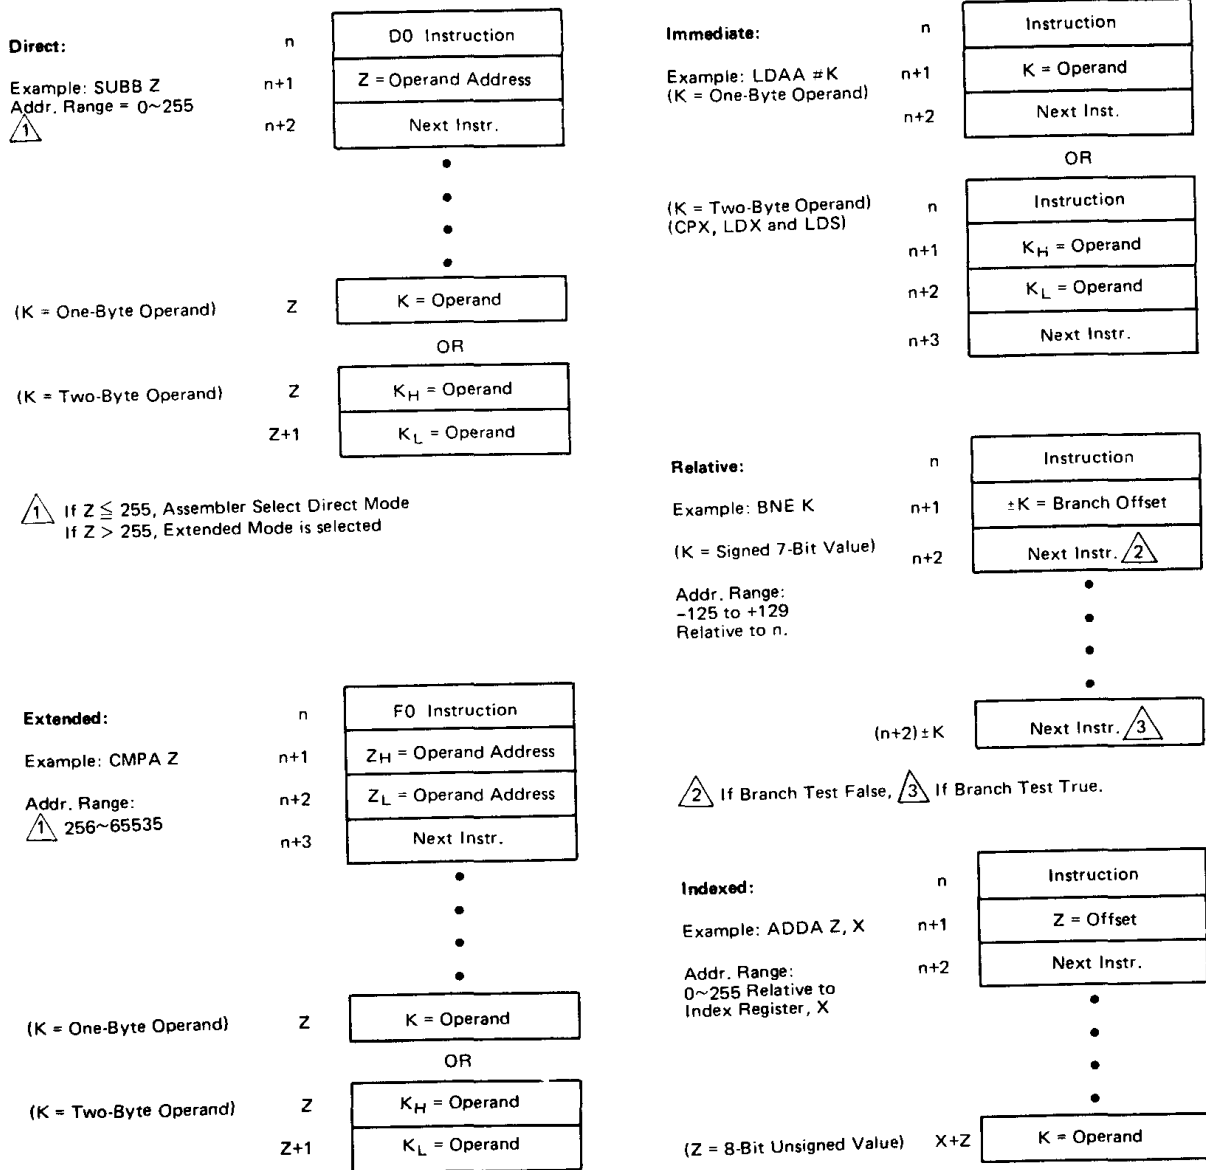 Direct:
n
D0 Instruction
Example: SUBB Z
n+1
Z = Operand Address
Addr. Range = 0~255
1
n+2
Next Instr.
(K = One-Byte Operand)
Z
K = Operand
OR
(K = Two-Byte Operand)
Z
KH = Operand
Z+1
KL = Operand
1 If Z ≦ 255, Assembler Select Direct Mode
If Z > 255, Extended Mode is selected
Extended:
n
F0 Instruction
Example: CMPA Z
n+1
ZH = Operand Address
Addr. Range:
n+2
ZL = Operand Address
1 256~65535
n+3
Next Instr.
(K = One-Byte Operand)
Z
K = Operand
OR
(K = Two-Byte Operand)
Z
KH = Operand
Z+1
KL = Operand
Immediate:
n
Instruction
Example: LDAA #K
n+1
K = Operand
(K = One-Byte Operand)
n+2
Next Inst.
OR
(K = Two-Byte Operand)
n
Instruction
(CPX, LDX and LDS)
n+1
KH = Operand
n+2
KL = Operand
n+3
Next Instr.
Relative:
n
Instruction
Example: BNE K
n+1
±K = Branch Offset
(K = Signed 7-Bit Value)
n+2
Next Instr. 2
Addr. Range:
–125 to +129
Relative to n.
(n+2)±K
Next Instr. 3
2 If Branch Test False, 3 If Branch Test True.
Indexed:
n
Instruction
Example: ADDA Z, X
n+1
Z = Offset
Addr. Range:
n+2
Next Instr.
0~255 Relative to
Index Register, X
(Z = 8-Bit Unsigned Value)
X+Z
K = Operand